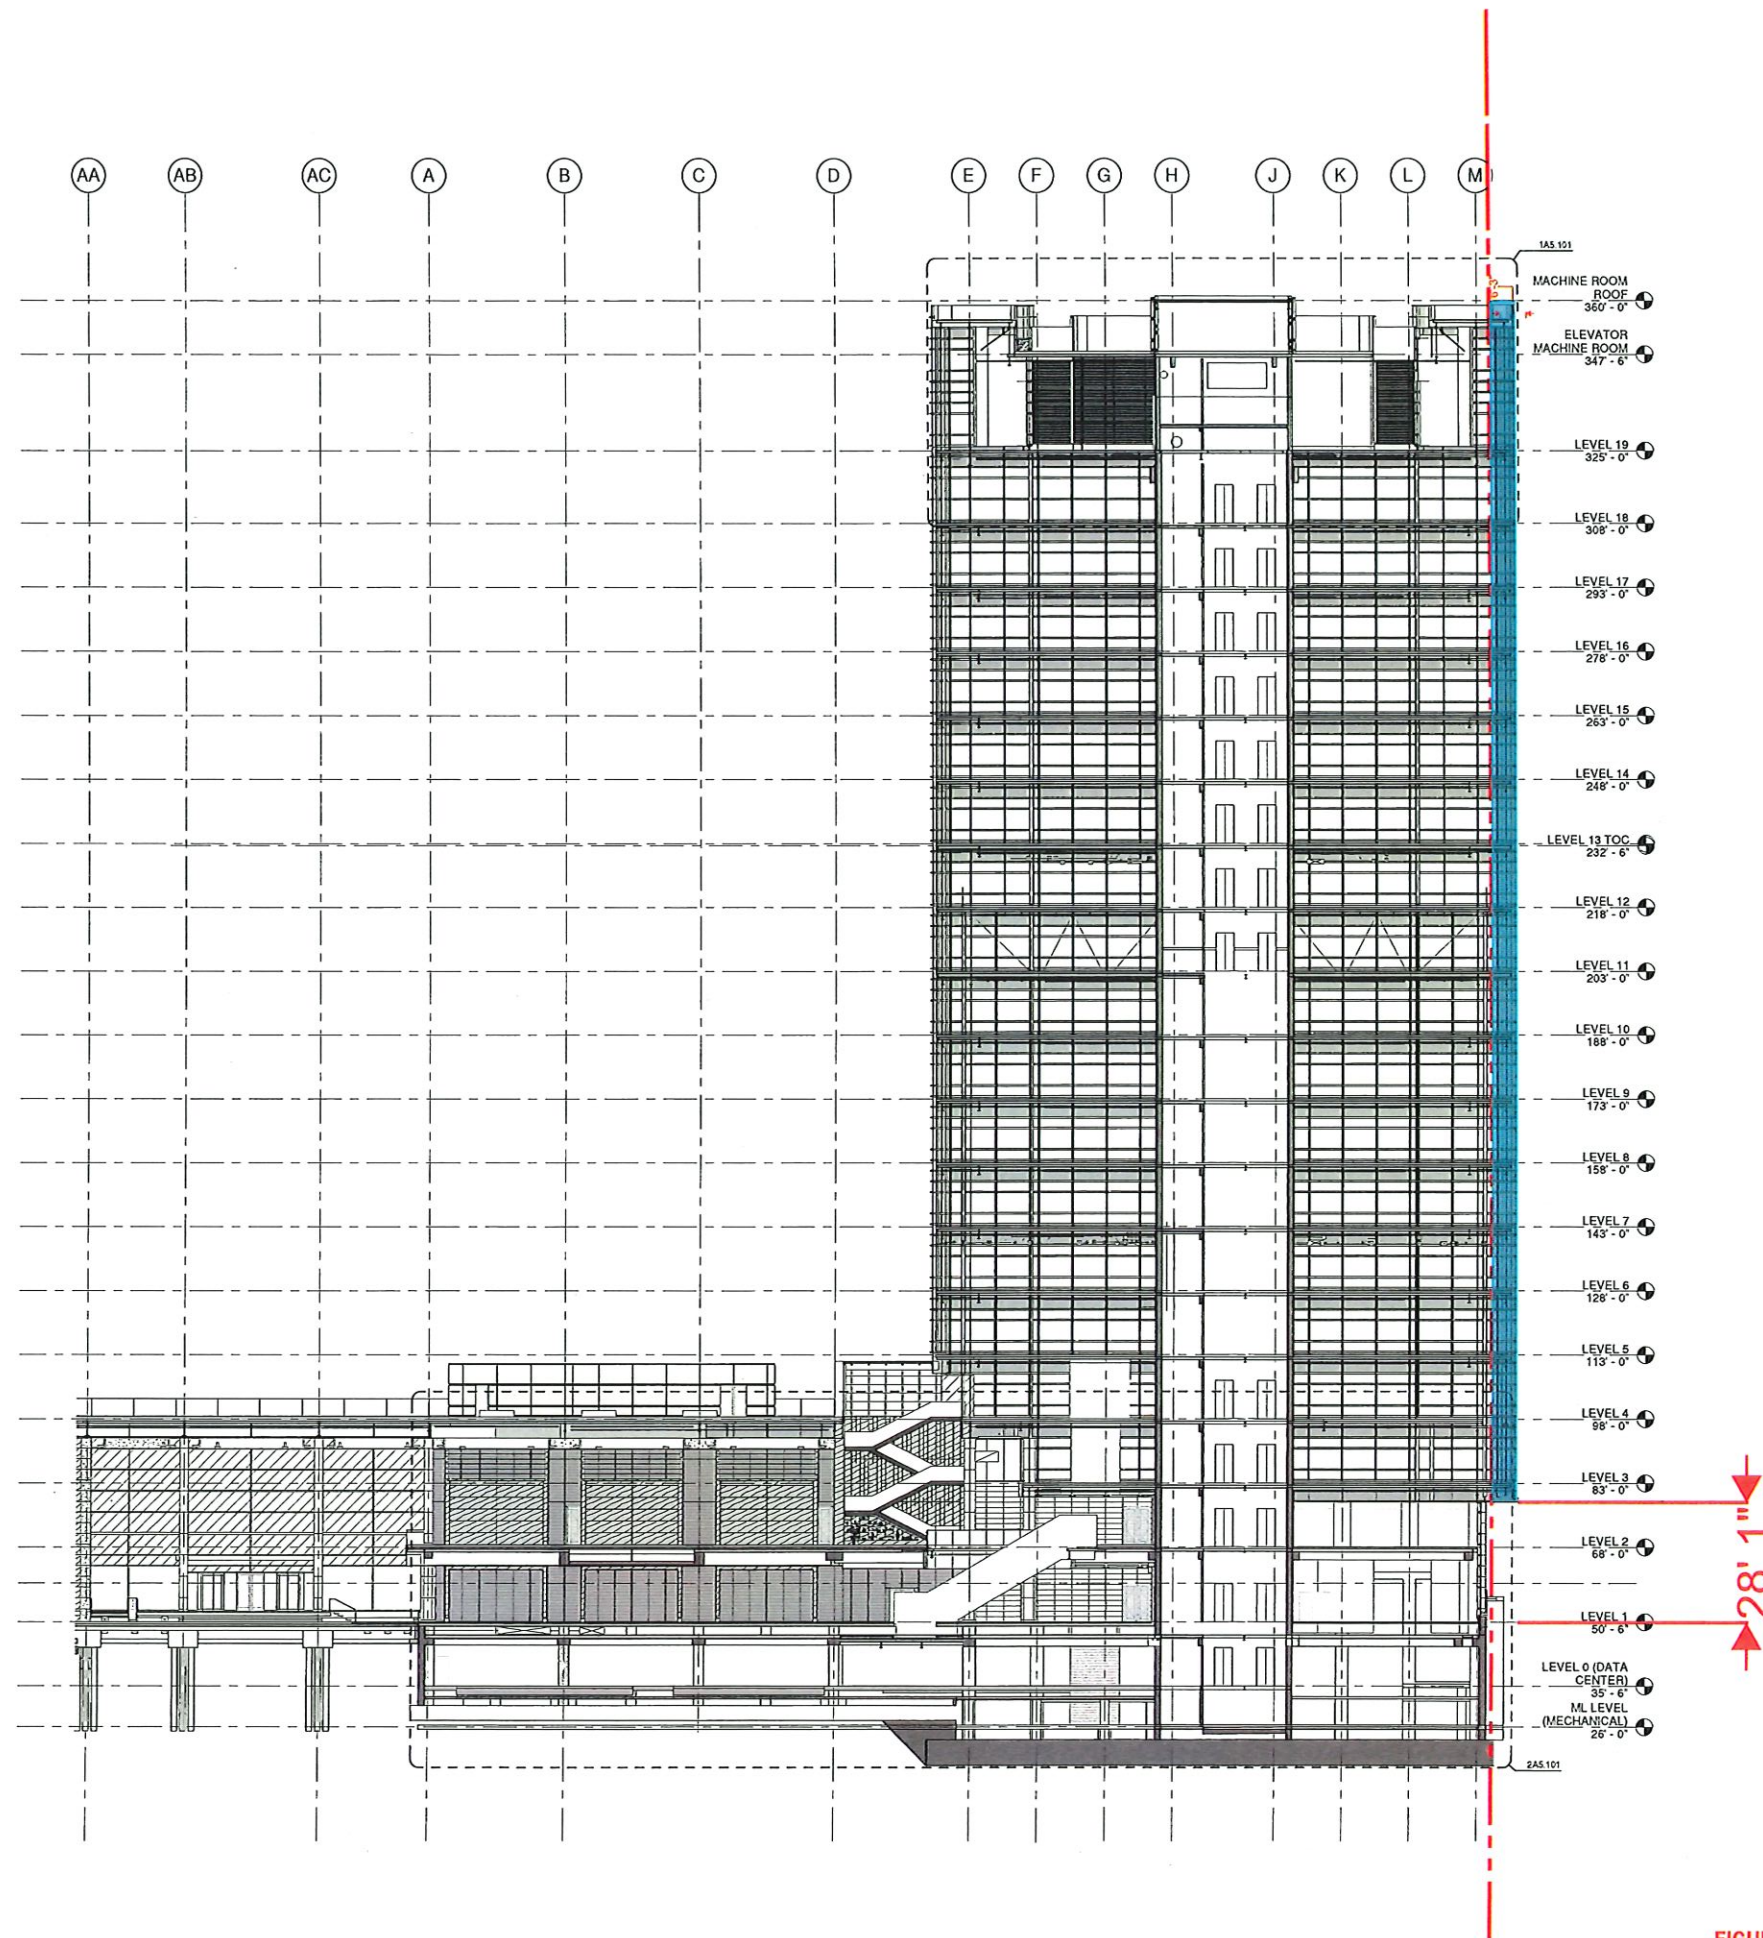 AA AB AC A B C D E F G H J K L M
1A5.101
MACHINE ROOM
ROOF
360' - 0"
ELEVATOR
MACHINE ROOM
347' - 6"
LEVEL 19
325' - 0"
LEVEL 18
308' - 0"
LEVEL 17
293' - 0"
LEVEL 16
278' - 0"
LEVEL 15
263' - 0"
LEVEL 14
248' - 0"
LEVEL 13 TOC
232' - 6"
LEVEL 12
218' - 0"
LEVEL 11
203' - 0"
LEVEL 10
188' - 0"
LEVEL 9
173' - 0"
LEVEL 8
158' - 0"
LEVEL 7
143' - 0"
LEVEL 6
128' - 0"
LEVEL 5
113' - 0"
LEVEL 4
98' - 0"
LEVEL 3
83' - 0"
28' 1"
LEVEL 2
68' - 0"
LEVEL 1
50' - 6"
LEVEL 0 (DATA
CENTER)
35' - 6"
ML LEVEL
(MECHANICAL)
26' - 0"
2A5.101